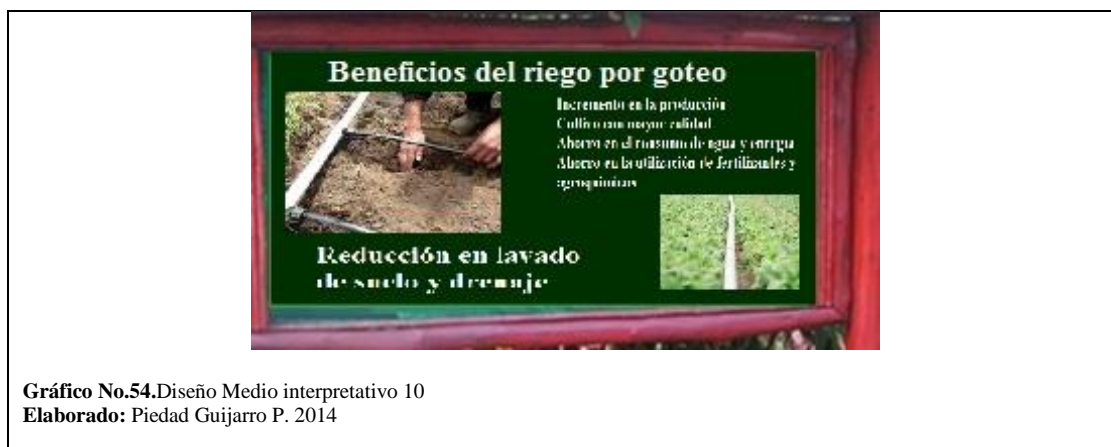 Beneficios del riego por goteo
Incremento en la producción
Cultivo con mayor calidad
Ahorro en el consumo de agua y energia
Ahorro en la utilización de fertilizantes y
agroquimicos
Reducción en lavado
de suelo y drenaje
Gráfico No.54.Diseño Medio interpretativo 10
Elaborado: Piedad Guijarro P. 2014